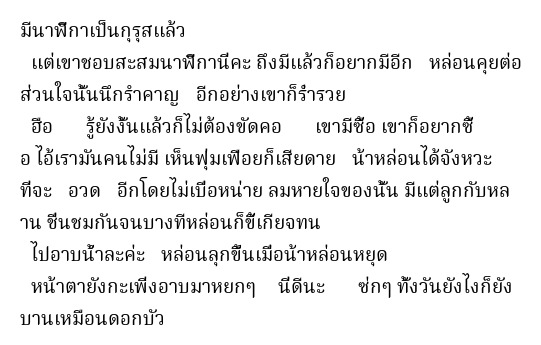 มีนาฬิกาเป็นกุรุสแล้ว
แต่เขาชอบสะสมนาฬิกานี่คะ ถึงมีแล้วก็อยากมีอีก หล่อนคุยต่อ
ส่วนใจนั้นนึกรำคาญ อีกอย่างเขาก็ร่ำรวย
ฮือ รู้ยังงั้นแล้วก็ไม่ต้องขัดคอ เขามีซื้อ เขาก็อยากซื้
อ ไอ้เรามันคนไม่มี เห็นฟุ่มเฟือยก็เสียดาย น้าหล่อนได้จังหวะ
ที่จะ อวด อีกโดยไม่เบื่อหน่าย ลมหายใจของนั้น มีแต่ลูกกับหล
าน ชื่นชมกันจนบางทีหล่อนก็ขี้เกียจทน
ไปอาบน้ำละค่ะ หล่อนลุกขึ้นเมื่อน้าหล่อนหยุด
หน้าตายังกะเพิ่งอาบมาหยกๆ นี่ดีนะ ซ่กๆ ทั้งวันยังไงก็ยัง
บานเหมือนดอกบัว